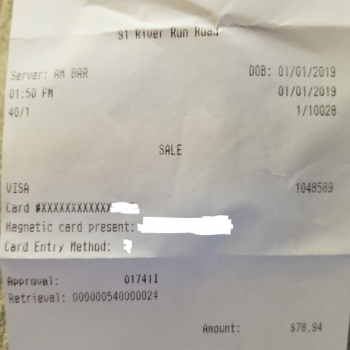 91 River Run Road
Server: AM BAR DOB: 01/01/2019
01:50 PM 01/01/2019
40/1 1/10028
SALE
VISA 1048589
Card #XXXXXXXXXXXX
Magnetic card present:
Card Entry Method:
Approval: 01741I
Retrieval: 000000540000024
Amount: $78.94